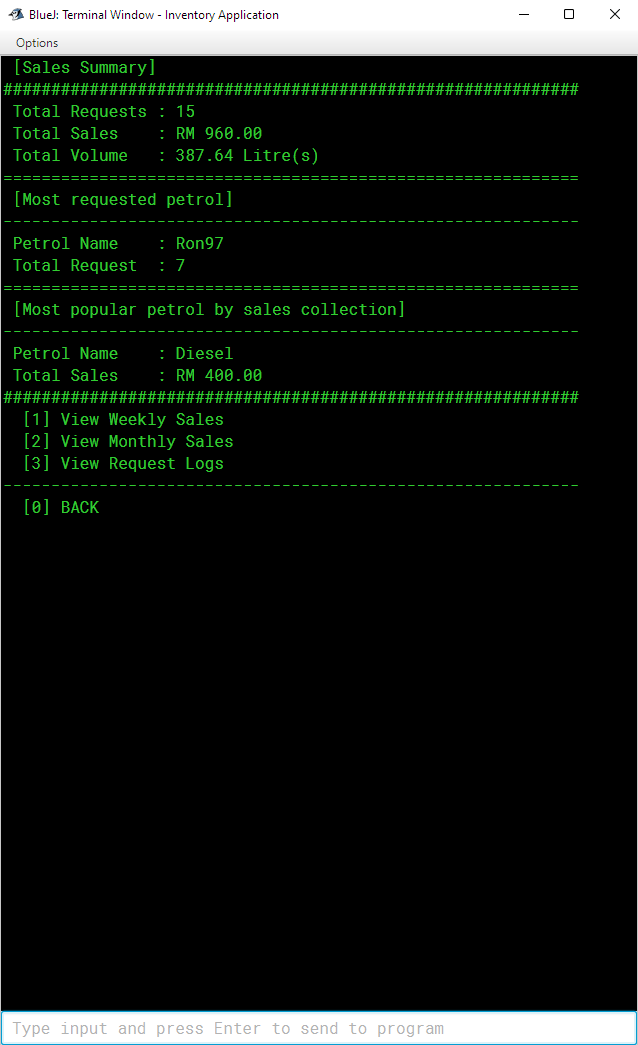 BlueJ: Terminal Window - Inventory Application
Options
[Sales Summary]
############################################################
Total Requests : 15
Total Sales    : RM 960.00
Total Volume   : 387.64 Litre(s)
============================================================
[Most requested petrol]
------------------------------------------------------------
Petrol Name    : Ron97
Total Request  : 7
============================================================
[Most popular petrol by sales collection]
------------------------------------------------------------
Petrol Name    : Diesel
Total Sales    : RM 400.00
############################################################
[1] View Weekly Sales
[2] View Monthly Sales
[3] View Request Logs
------------------------------------------------------------
[0] BACK
Type input and press Enter to send to program